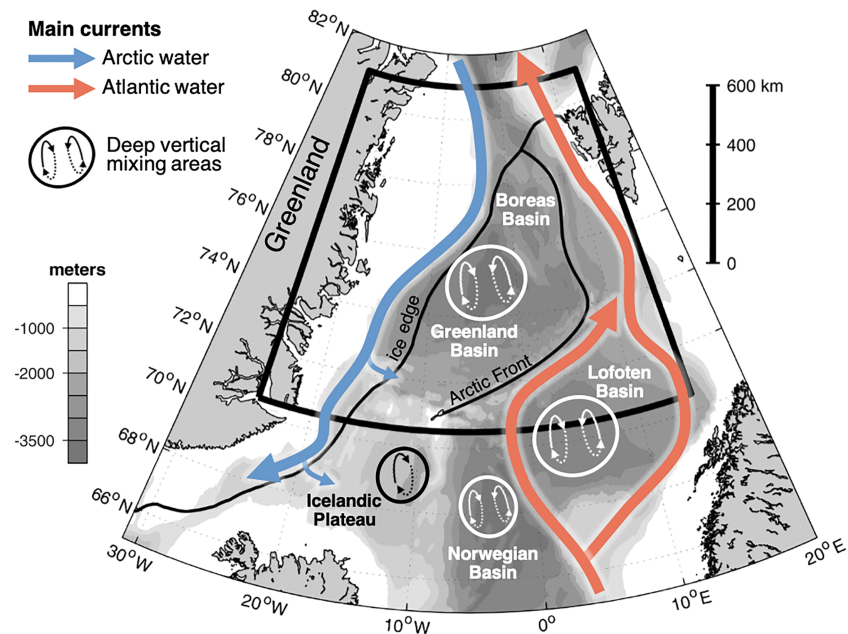 Main currents
Arctic water
Atlantic water
Deep vertical
mixing areas
meters
-1000
-2000
-3500
82°N
80°N
78°N
76°N
74°N
72°N
70°N
68°N
66°N
30°W
20°W
10°W
0°
10°E
20°E
600 km
400
200
0
Greenland
Boreas
Basin
Greenland
Basin
ice edge
Arctic Front
Lofoten
Basin
Icelandic
Plateau
Norwegian
Basin